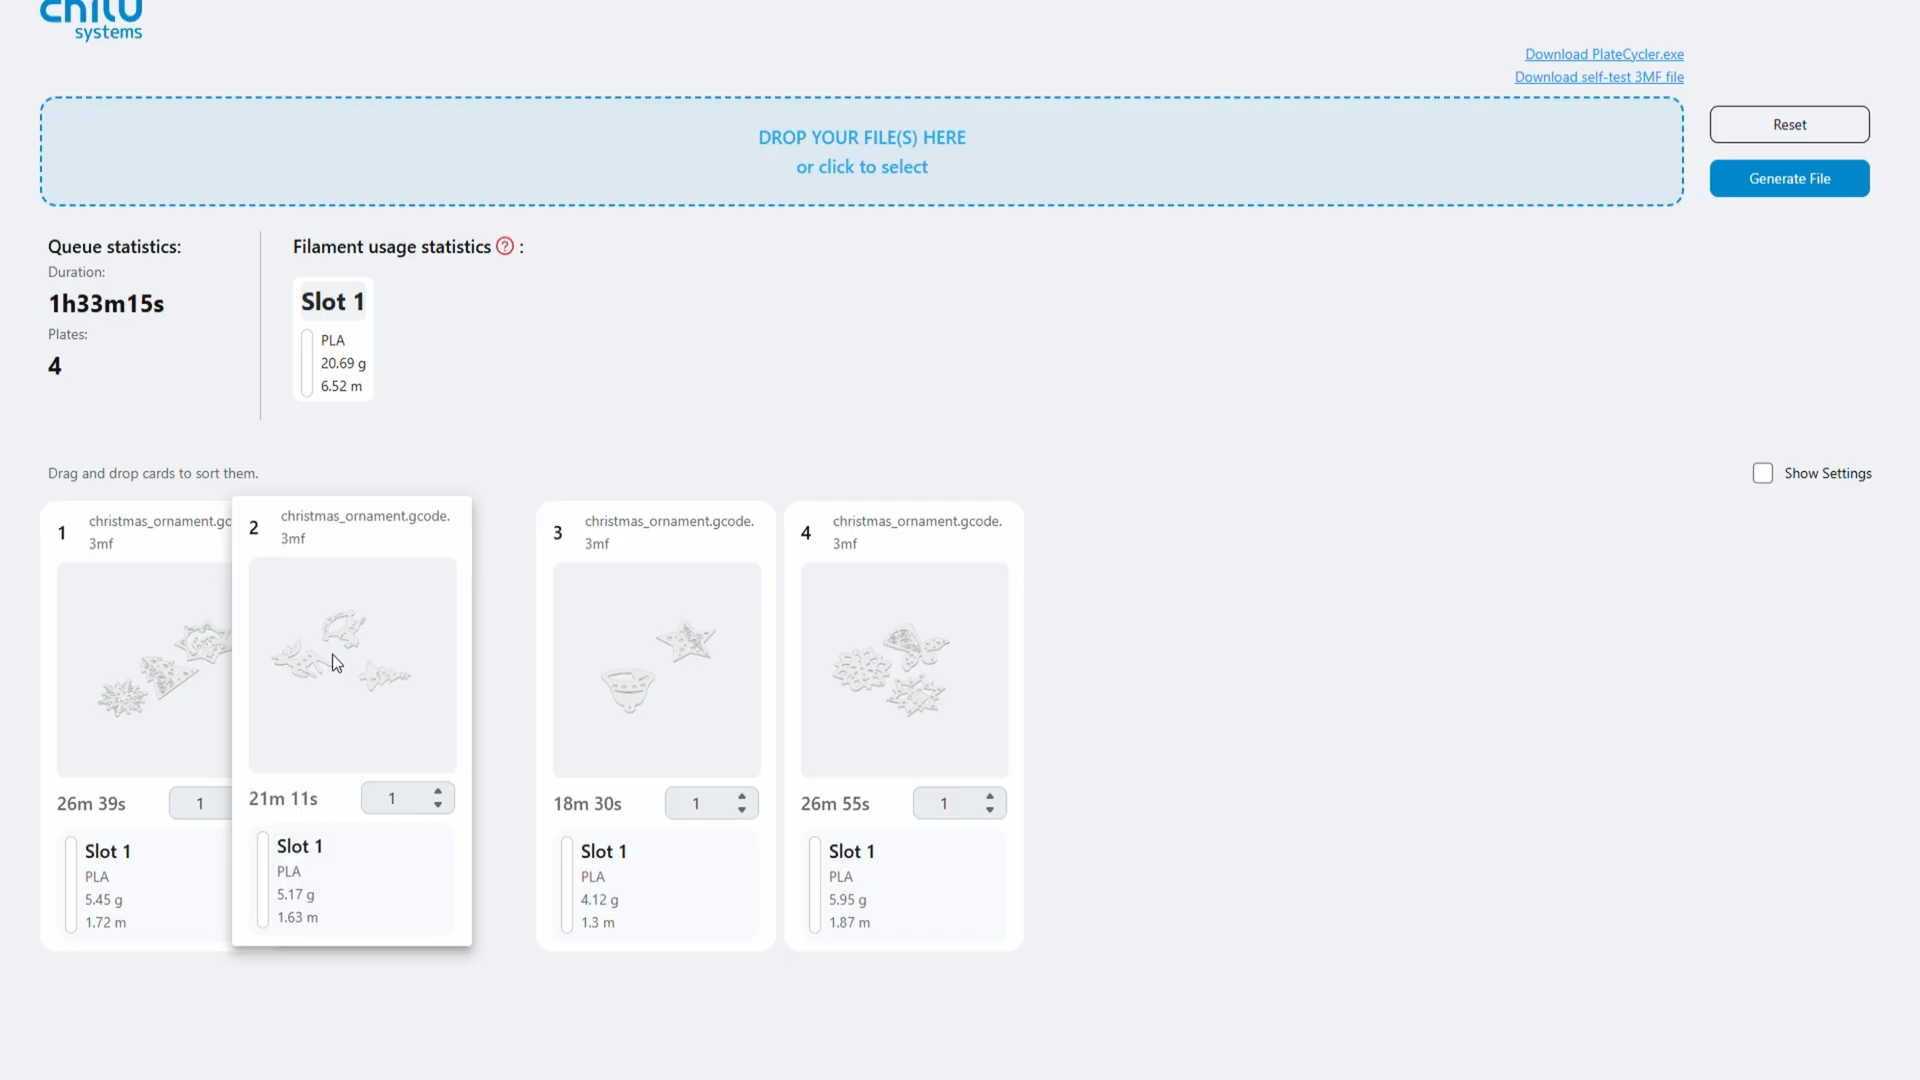 chitu
systems
Download PlateCycler.exe
Download self-test 3MF file
DROP YOUR FILE(S) HERE
or click to select
Reset
Generate File
Queue statistics:
Duration:
1h33m15s
Plates:
4
Filament usage statistics ? :
Slot 1
PLA
20.69 g
6.52 m
Drag and drop cards to sort them.
Show Settings
1
christmas_ornament.gc
3mf
26m 39s
1
Slot 1
PLA
5.45 g
1.72 m
2
christmas_ornament.gcode.
3mf
21m 11s
1
Slot 1
PLA
5.17 g
1.63 m
3
christmas_ornament.gcode.
3mf
18m 30s
1
Slot 1
PLA
4.12 g
1.3 m
4
christmas_ornament.gcode.
3mf
26m 55s
1
Slot 1
PLA
5.95 g
1.87 m